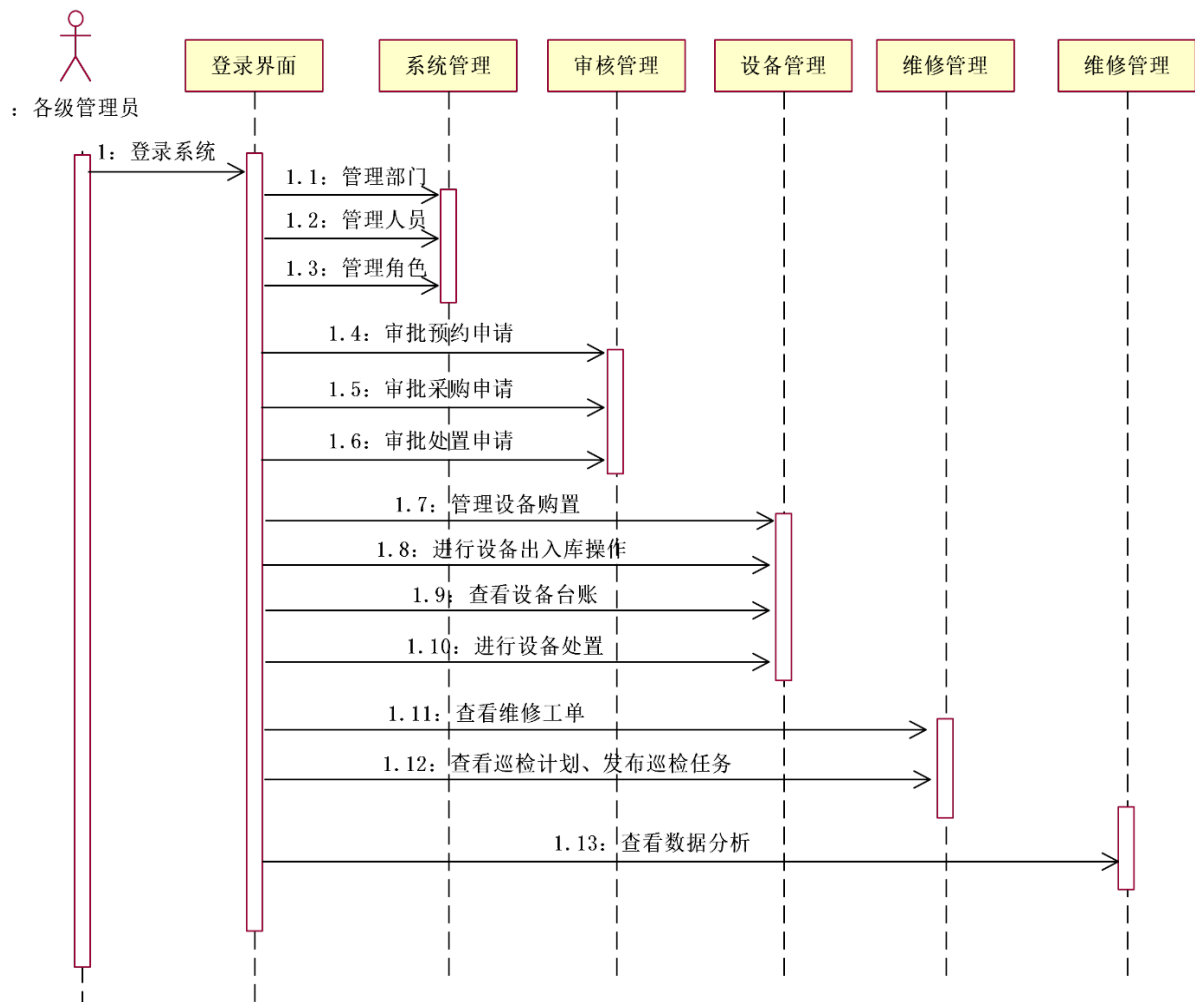 登录界面
系统管理
审核管理
设备管理
维修管理
维修管理
：各级管理员
1：登录系统
1.1：管理部门
1.2：管理人员
1.3：管理角色
1.4：审批预约申请
1.5：审批采购申请
1.6：审批处置申请
1.7：管理设备购置
1.8：进行设备出入库操作
1.9：查看设备台账
1.10：进行设备处置
1.11：查看维修工单
1.12：查看巡检计划、发布巡检任务
1.13：查看数据分析